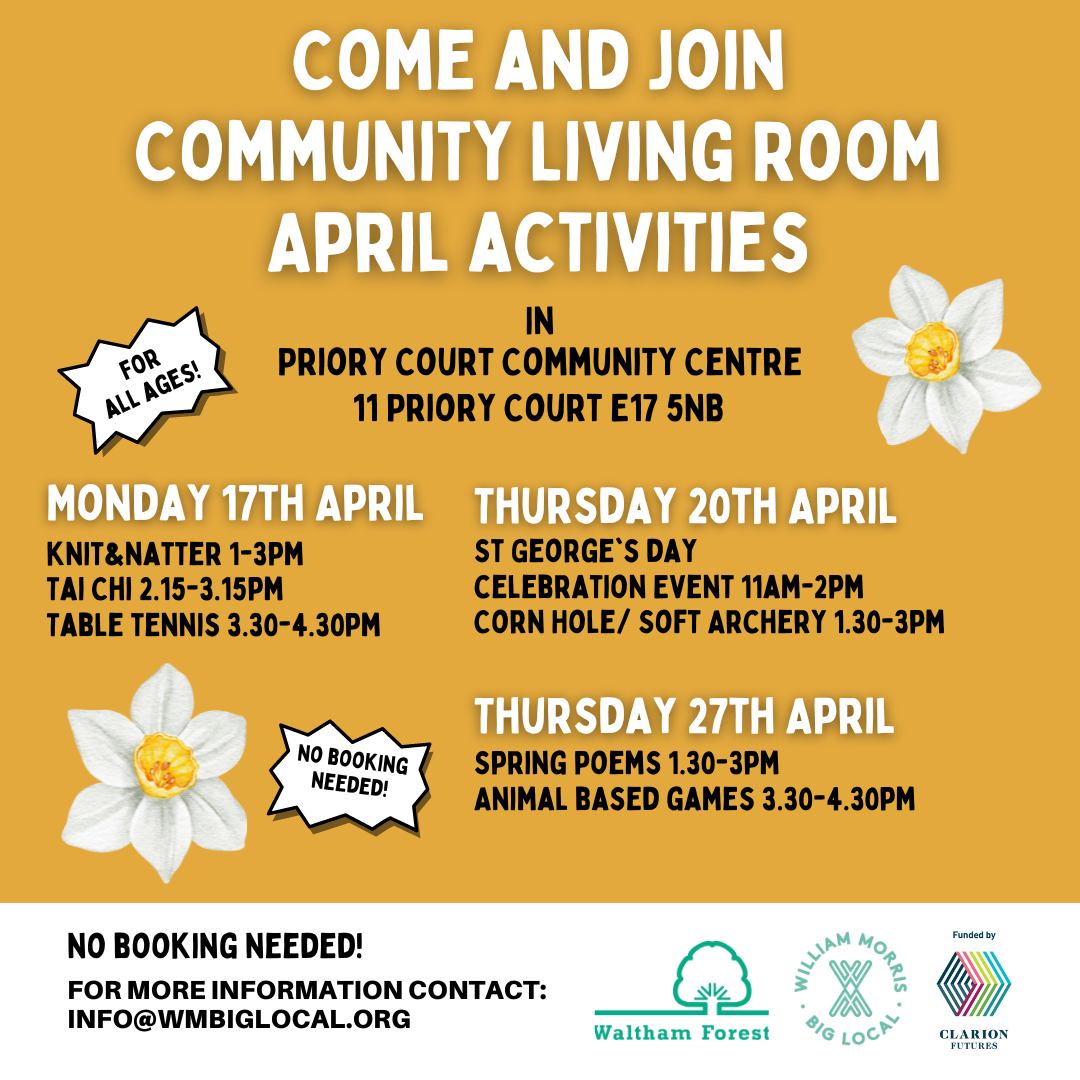 COME AND JOIN
COMMUNITY LIVING ROOM
APRIL ACTIVITIES
IN
PRIORY COURT COMMUNITY CENTRE
11 PRIORY COURT E17 5NB
FOR
ALL AGES!
MONDAY 17TH APRIL
KNIT&NATTER 1-3PM
TAI CHI 2.15-3.15PM
TABLE TENNIS 3.30-4.30PM
THURSDAY 20TH APRIL
ST GEORGE`S DAY
CELEBRATION EVENT 11AM-2PM
CORN HOLE/ SOFT ARCHERY 1.30-3PM
THURSDAY 27TH APRIL
SPRING POEMS 1.30-3PM
ANIMAL BASED GAMES 3.30-4.30PM
NO BOOKING
NEEDED!
NO BOOKING NEEDED!
FOR MORE INFORMATION CONTACT:
INFO@WMBIGLOCAL.ORG
Waltham Forest
WILLIAM MORRIS
BIG LOCAL
Funded by
CLARION
FUTURES